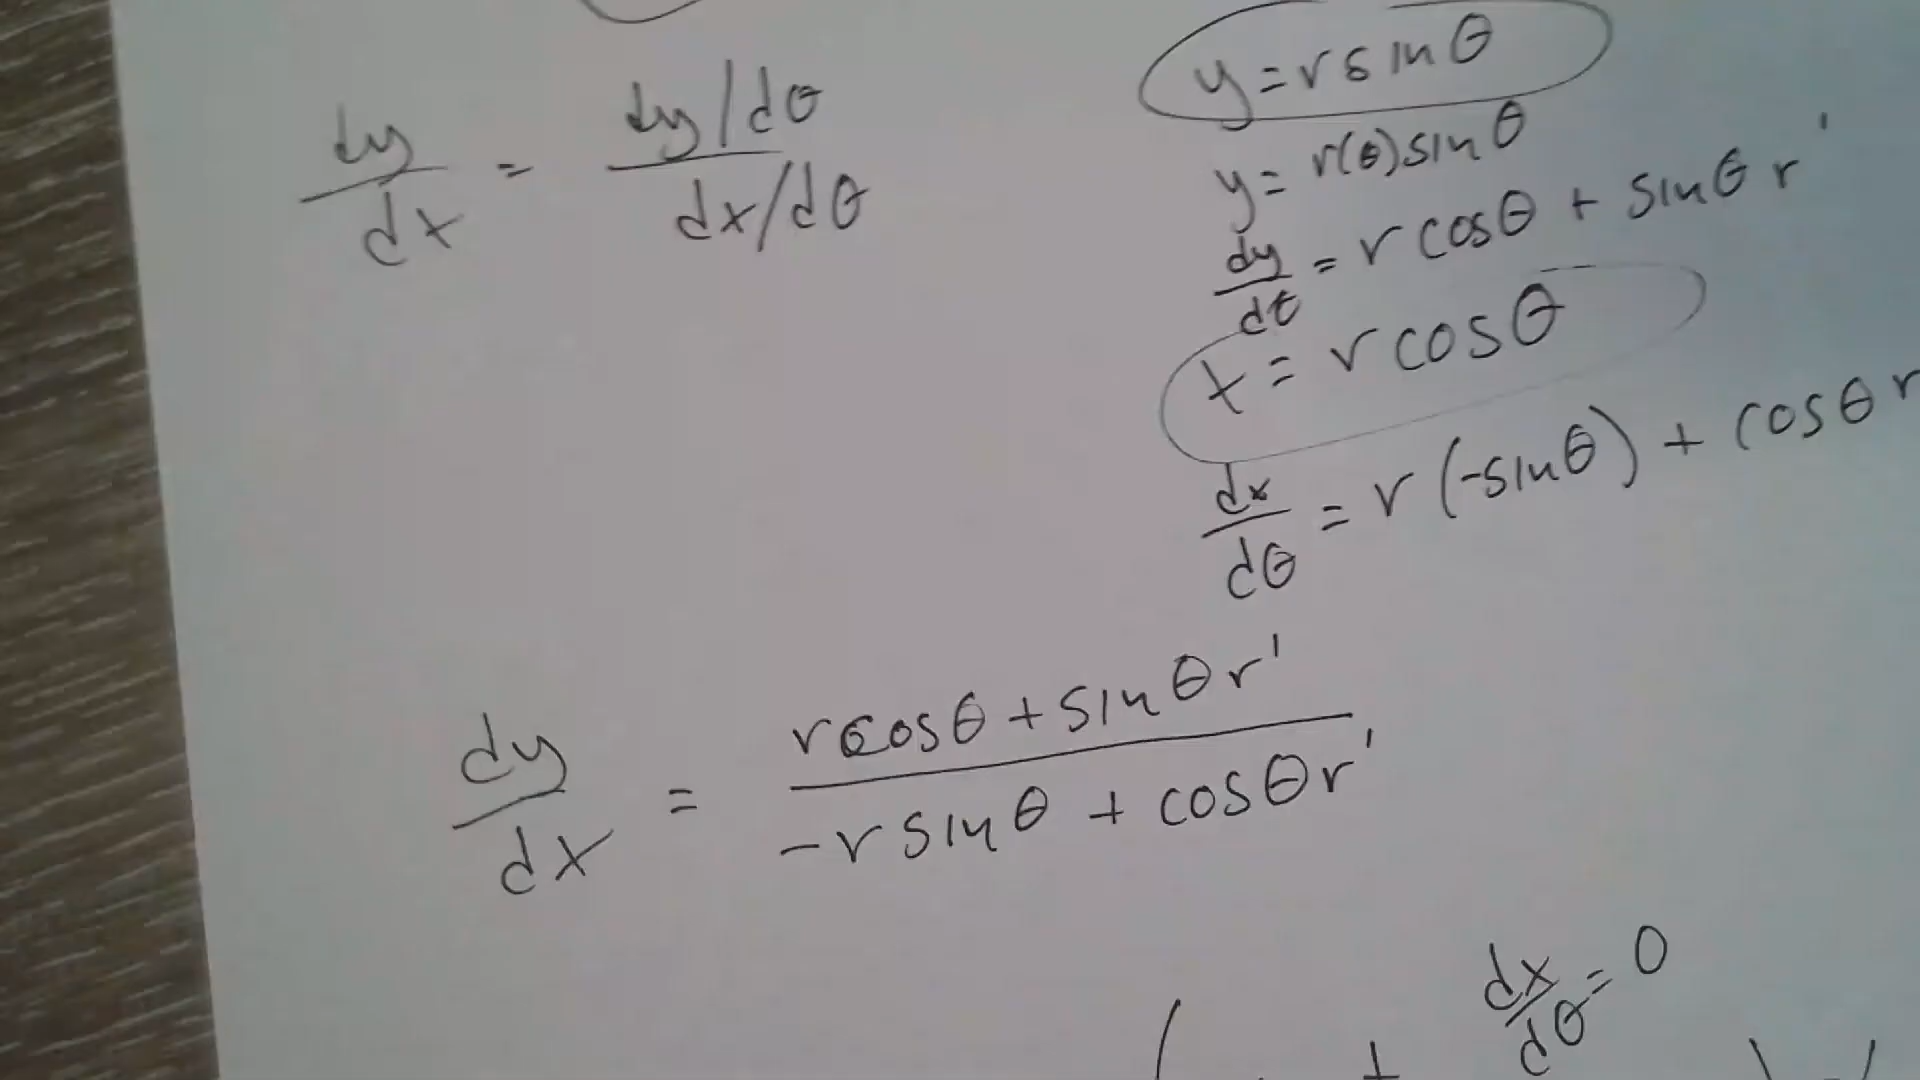 dy/dx = (dy/dθ)/(dx/dθ)
y = r sin θ
y = r(θ) sin θ
dy/dt = r cos θ + sin θ r'
x = r cos θ
dx/dθ = r (-sin θ) + cos θ r
dy/dx = (r cos θ + sin θ r')/(-r sin θ + cos θ r')
dx/dθ = 0